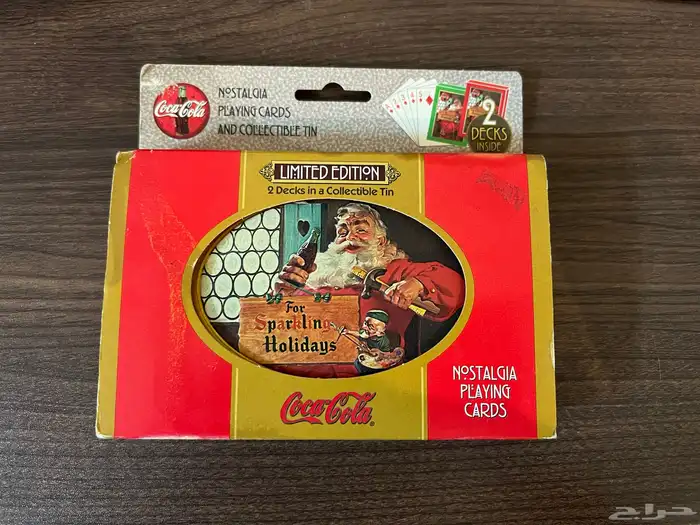 Coca-Cola
NOSTALGIA
PLAYING CARDS
AND COLLECTIBLE TIN
2
DECKS
INSIDE
LIMITED EDITION
2 Decks in a Collectible Tin
For
Sparkling
Holidays
Coca-Cola
NOSTALGIA
PLAYING
CARDS
حراج